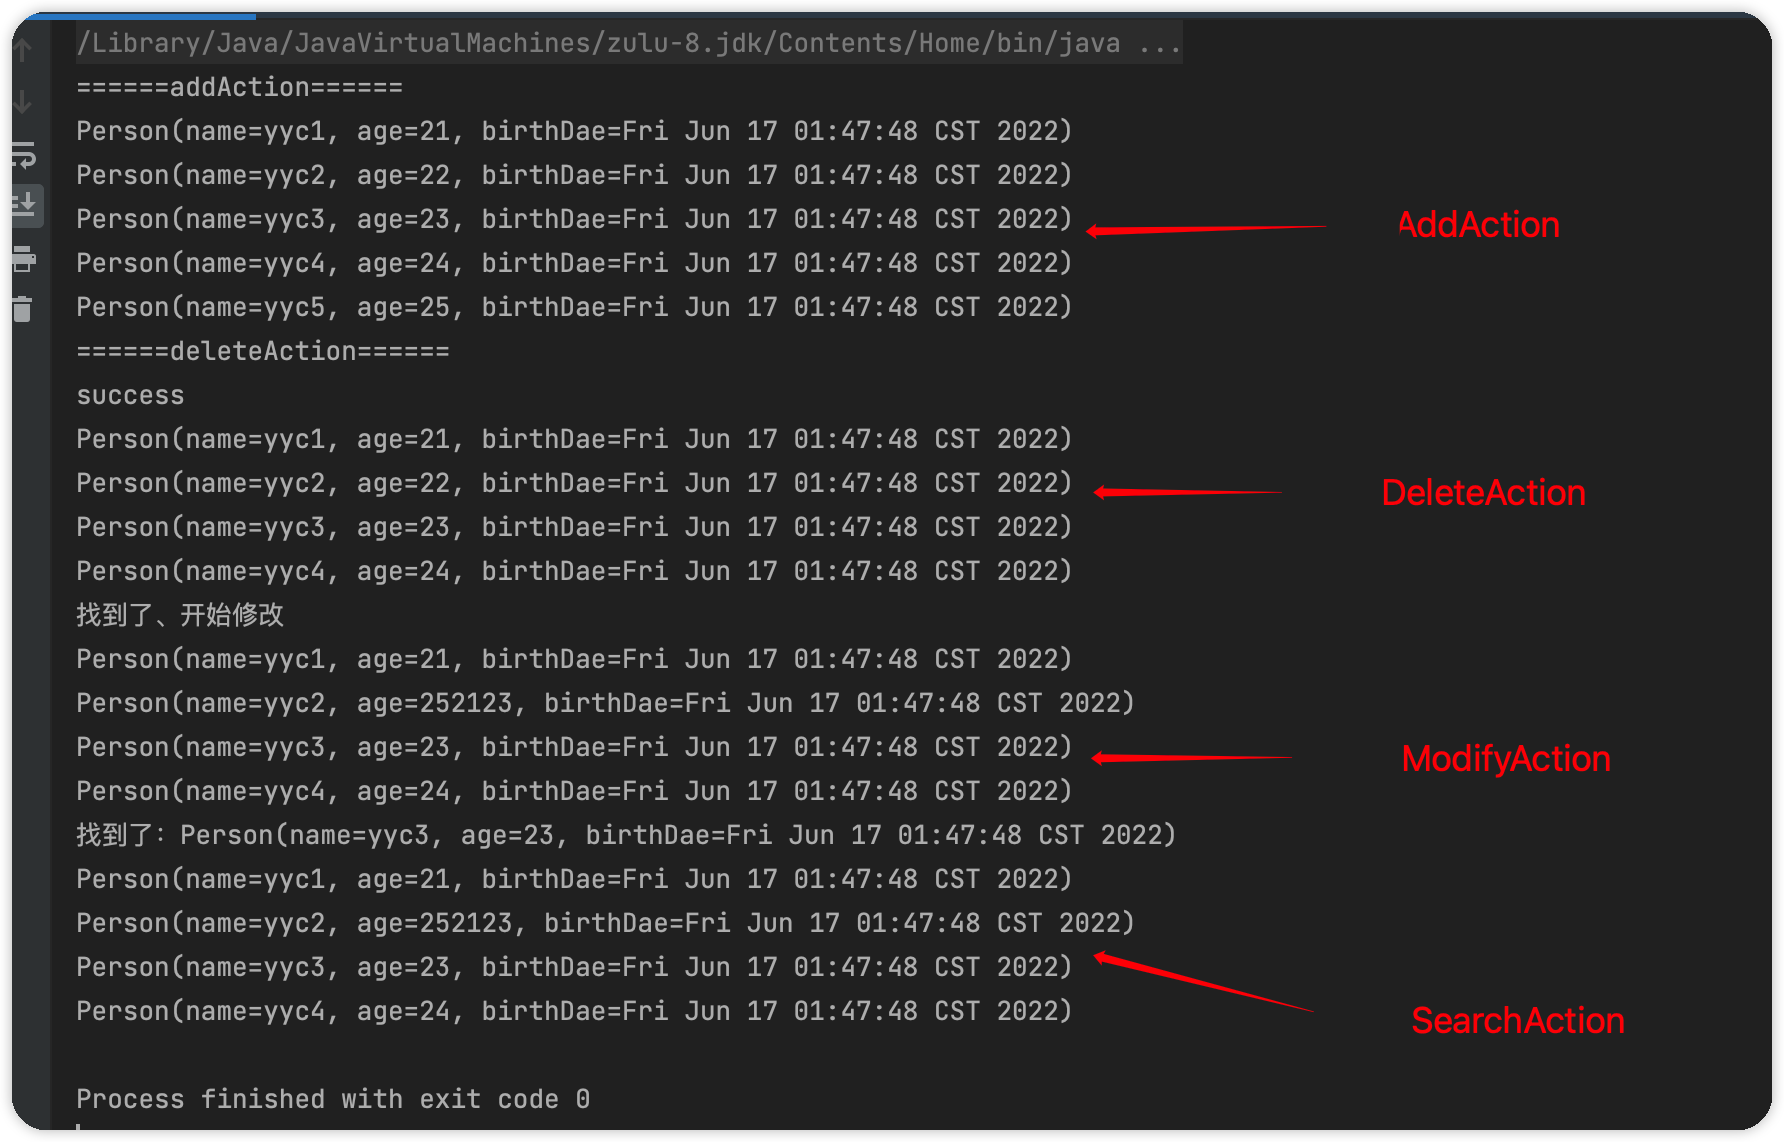 /Library/Java/JavaVirtualMachines/zulu-8.jdk/Contents/Home/bin/java ...
======addAction======
Person(name=yyc1, age=21, birthDae=Fri Jun 17 01:47:48 CST 2022)
Person(name=yyc2, age=22, birthDae=Fri Jun 17 01:47:48 CST 2022)
Person(name=yyc3, age=23, birthDae=Fri Jun 17 01:47:48 CST 2022)
AddAction
Person(name=yyc4, age=24, birthDae=Fri Jun 17 01:47:48 CST 2022)
Person(name=yyc5, age=25, birthDae=Fri Jun 17 01:47:48 CST 2022)
======deleteAction======
success
Person(name=yyc1, age=21, birthDae=Fri Jun 17 01:47:48 CST 2022)
Person(name=yyc2, age=22, birthDae=Fri Jun 17 01:47:48 CST 2022)
DeleteAction
Person(name=yyc3, age=23, birthDae=Fri Jun 17 01:47:48 CST 2022)
Person(name=yyc4, age=24, birthDae=Fri Jun 17 01:47:48 CST 2022)
找到了、开始修改
Person(name=yyc1, age=21, birthDae=Fri Jun 17 01:47:48 CST 2022)
Person(name=yyc2, age=252123, birthDae=Fri Jun 17 01:47:48 CST 2022)
Person(name=yyc3, age=23, birthDae=Fri Jun 17 01:47:48 CST 2022)
ModifyAction
Person(name=yyc4, age=24, birthDae=Fri Jun 17 01:47:48 CST 2022)
找到了：Person(name=yyc3, age=23, birthDae=Fri Jun 17 01:47:48 CST 2022)
Person(name=yyc1, age=21, birthDae=Fri Jun 17 01:47:48 CST 2022)
Person(name=yyc2, age=252123, birthDae=Fri Jun 17 01:47:48 CST 2022)
Person(name=yyc3, age=23, birthDae=Fri Jun 17 01:47:48 CST 2022)
Person(name=yyc4, age=24, birthDae=Fri Jun 17 01:47:48 CST 2022)
SearchAction
Process finished with exit code 0